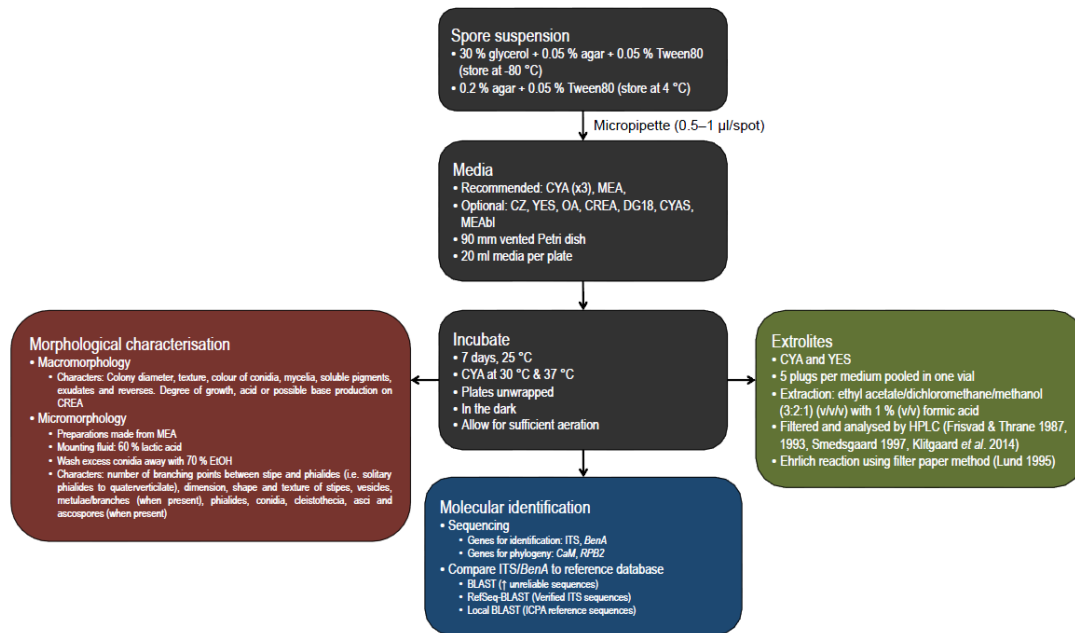 Spore suspension
• 30 % glycerol + 0.05 % agar + 0.05 % Tween80
(store at -80 °C)
• 0.2 % agar + 0.05 % Tween80 (store at 4 °C)
Micropipette (0.5–1 µl/spot)
Media
• Recommended: CYA (x3), MEA,
• Optional: CZ, YES, OA, CREA, DG18, CYAS,
MEAbl
• 90 mm vented Petri dish
• 20 ml media per plate
Morphological characterisation
• Macromorphology
• Characters: Colony diameter, texture, colour of conidia, mycelia, soluble pigments,
exudates and reverses. Degree of growth, acid or possible base production on
CREA
• Micromorphology
• Preparations made from MEA
• Mounting fluid: 60 % lactic acid
• Wash excess conidia away with 70 % EtOH
• Characters: number of branching points between stipe and phialides (i.e. solitary
phialides to quaterverticilate), dimension, shape and texture of stipes, vesicles,
metulae/branches (when present), phialides, conidia, cleistothecia, asci and
ascospores (when present)
Incubate
• 7 days, 25 °C
• CYA at 30 °C & 37 °C
• Plates unwrapped
• In the dark
• Allow for sufficient aeration
Extrolites
• CYA and YES
• 5 plugs per medium pooled in one vial
• Extraction: ethyl acetate/dichloromethane/methanol
(3:2:1) (v/v/v) with 1 % (v/v) formic acid
• Filtered and analysed by HPLC (Frisvad & Thrane 1987,
1993, Smedsgaard 1997, Klitgaard et al. 2014)
• Ehrlich reaction using filter paper method (Lund 1995)
Molecular identification
• Sequencing
• Genes for identification: ITS, BenA
• Genes for phylogeny: CaM, RPB2
• Compare ITS/BenA to reference database
• BLAST (↑ unreliable sequences)
• RefSeq-BLAST (Verified ITS sequences)
• Local BLAST (ICPA reference sequences)